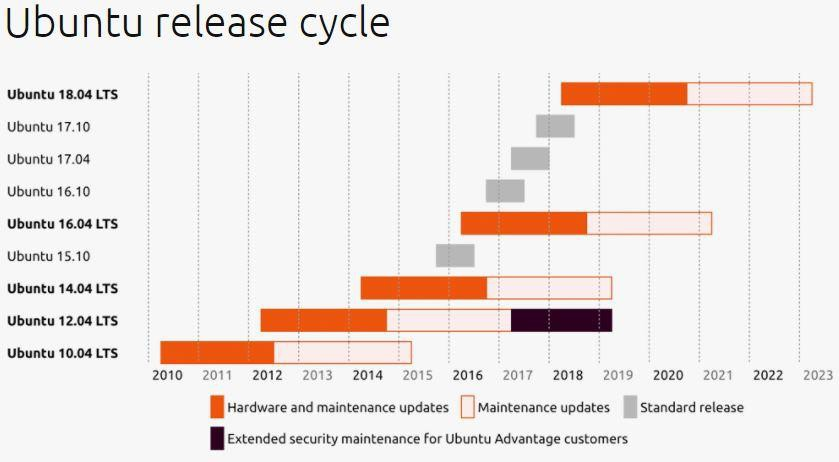 Ubuntu release cycle
Ubuntu 18.04 LTS
Ubuntu 17.10
Ubuntu 17.04
Ubuntu 16.10
Ubuntu 16.04 LTS
Ubuntu 15.10
Ubuntu 14.04 LTS
Ubuntu 12.04 LTS
Ubuntu 10.04 LTS
2010 2011 2012 2013 2014 2015 2016 2017 2018 2019 2020 2021 2022 2023
Hardware and maintenance updates Maintenance updates Standard release
Extended security maintenance for Ubuntu Advantage customers